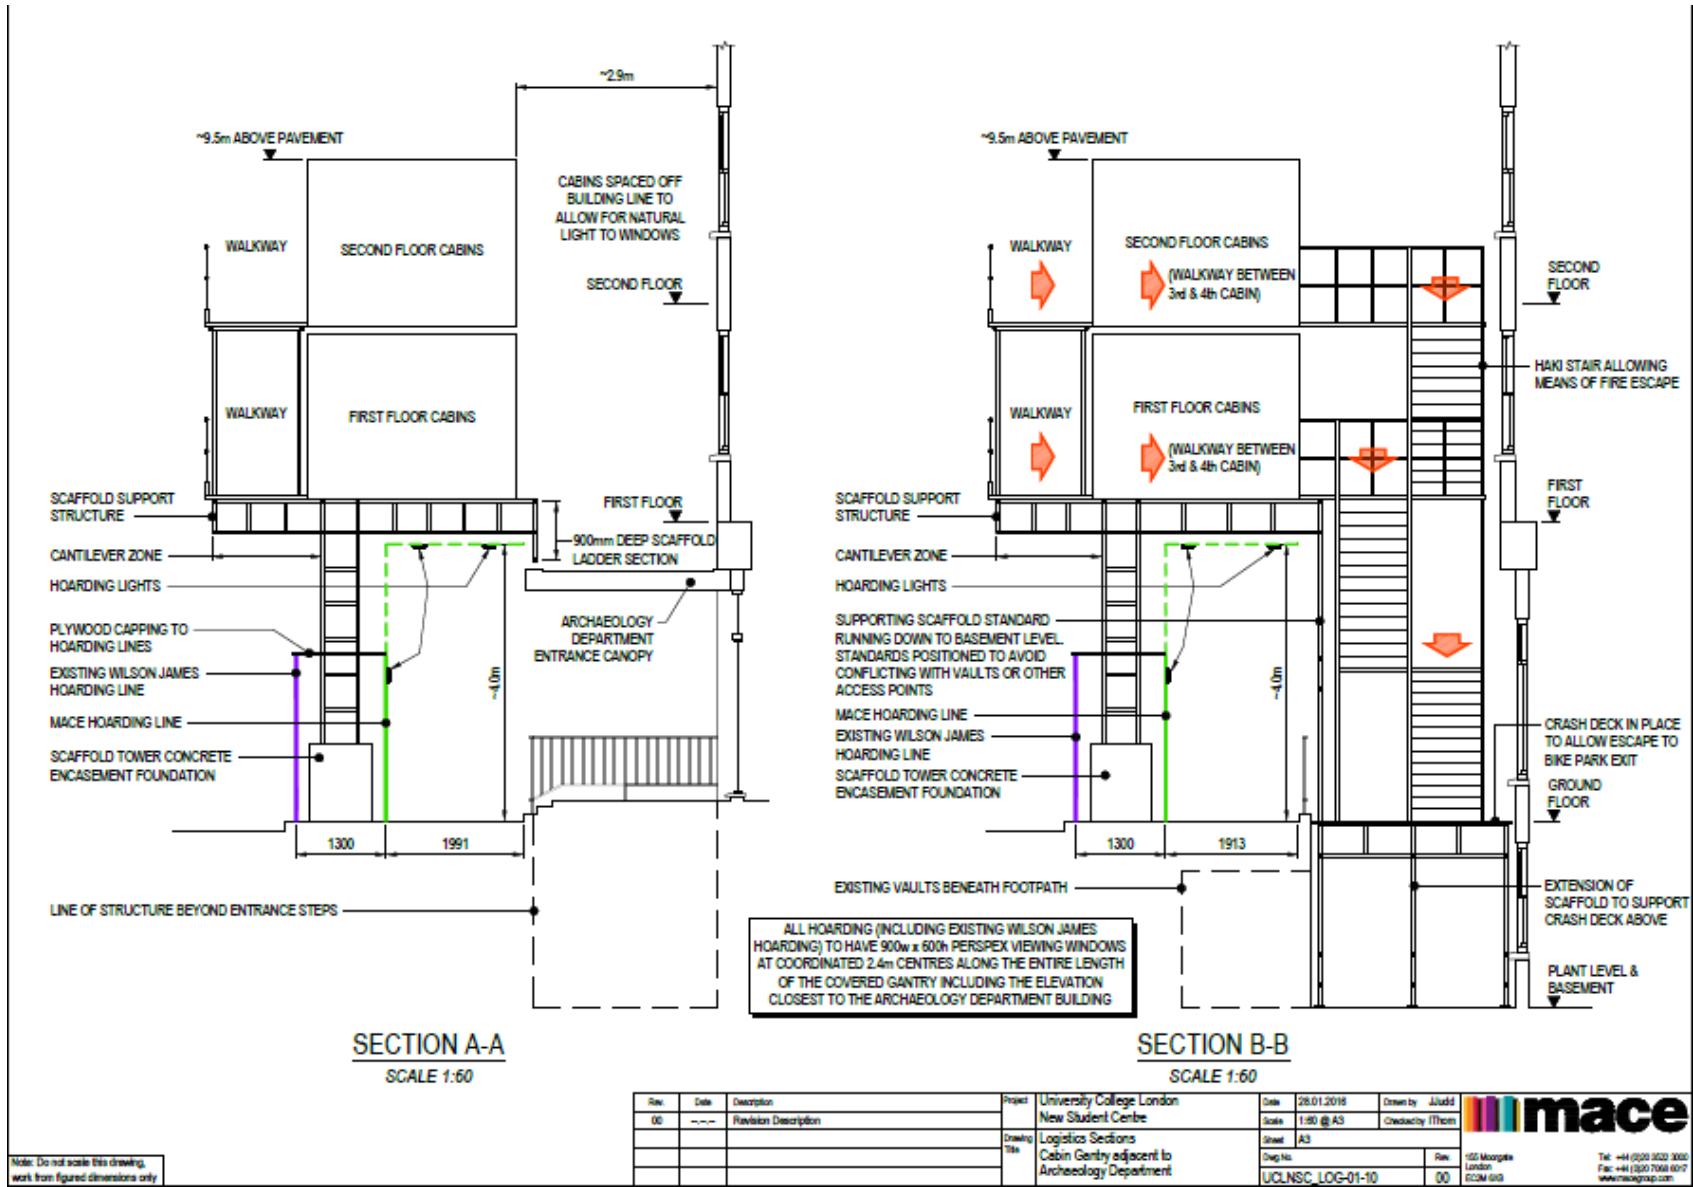 ~2.9m
~9.5m ABOVE PAVEMENT
CABINS SPACED OFF
BUILDING LINE TO
ALLOW FOR NATURAL
LIGHT TO WINDOWS
WALKWAY
SECOND FLOOR CABINS
SECOND FLOOR
WALKWAY
FIRST FLOOR CABINS
SCAFFOLD SUPPORT
STRUCTURE
FIRST FLOOR
900mm DEEP SCAFFOLD
LADDER SECTION
CANTILEVER ZONE
HOARDING LIGHTS
PLYWOOD CAPPING TO
HOARDING LINES
ARCHAEOLOGY
DEPARTMENT
ENTRANCE CANOPY
EXISTING WILSON JAMES
HOARDING LINE
~4.0m
MACE HOARDING LINE
SCAFFOLD TOWER CONCRETE
ENCASEMENT FOUNDATION
1300
1991
LINE OF STRUCTURE BEYOND ENTRANCE STEPS
SECTION A-A
SCALE 1:60
~9.5m ABOVE PAVEMENT
WALKWAY
SECOND FLOOR CABINS
(WALKWAY BETWEEN
3rd & 4th CABIN)
SECOND
FLOOR
HAKI STAIR ALLOWING
MEANS OF FIRE ESCAPE
WALKWAY
FIRST FLOOR CABINS
(WALKWAY BETWEEN
3rd & 4th CABIN)
FIRST
FLOOR
SCAFFOLD SUPPORT
STRUCTURE
CANTILEVER ZONE
HOARDING LIGHTS
SUPPORTING SCAFFOLD STANDARD
RUNNING DOWN TO BASEMENT LEVEL.
STANDARDS POSITIONED TO AVOID
CONFLICTING WITH VAULTS OR OTHER
ACCESS POINTS
~4.0m
MACE HOARDING LINE
EXISTING WILSON JAMES
HOARDING LINE
SCAFFOLD TOWER CONCRETE
ENCASEMENT FOUNDATION
CRASH DECK IN PLACE
TO ALLOW ESCAPE TO
BIKE PARK EXIT
GROUND
FLOOR
1300
1913
EXISTING VAULTS BENEATH FOOTPATH
EXTENSION OF
SCAFFOLD TO SUPPORT
CRASH DECK ABOVE
PLANT LEVEL &
BASEMENT
ALL HOARDING (INCLUDING EXISTING WILSON JAMES
HOARDING) TO HAVE 900w x 600h PERSPEX VIEWING WINDOWS
AT COORDINATED 2.4m CENTRES ALONG THE ENTIRE LENGTH
OF THE COVERED GANTRY INCLUDING THE ELEVATION
CLOSEST TO THE ARCHAEOLOGY DEPARTMENT BUILDING
SECTION B-B
SCALE 1:60
Note: Do not scale this drawing,
work from figured dimensions only
Rev. Date Description
00 --.--.-- Revision Description
Project University College London
New Student Centre
Drawing Title Logistics Sections
Cabin Gantry adjacent to
Archaeology Department
Date 28.01.2016 Drawn by JJudd
Scale 1:60 @ A3 Checked by IThom
Sheet A3
Dwg No. Rev.
UCLNSC_LOG-01-10 00
mace
155 Moorgate
London
Tel: +44 (0)20 3522 3000
www.macegroup.com